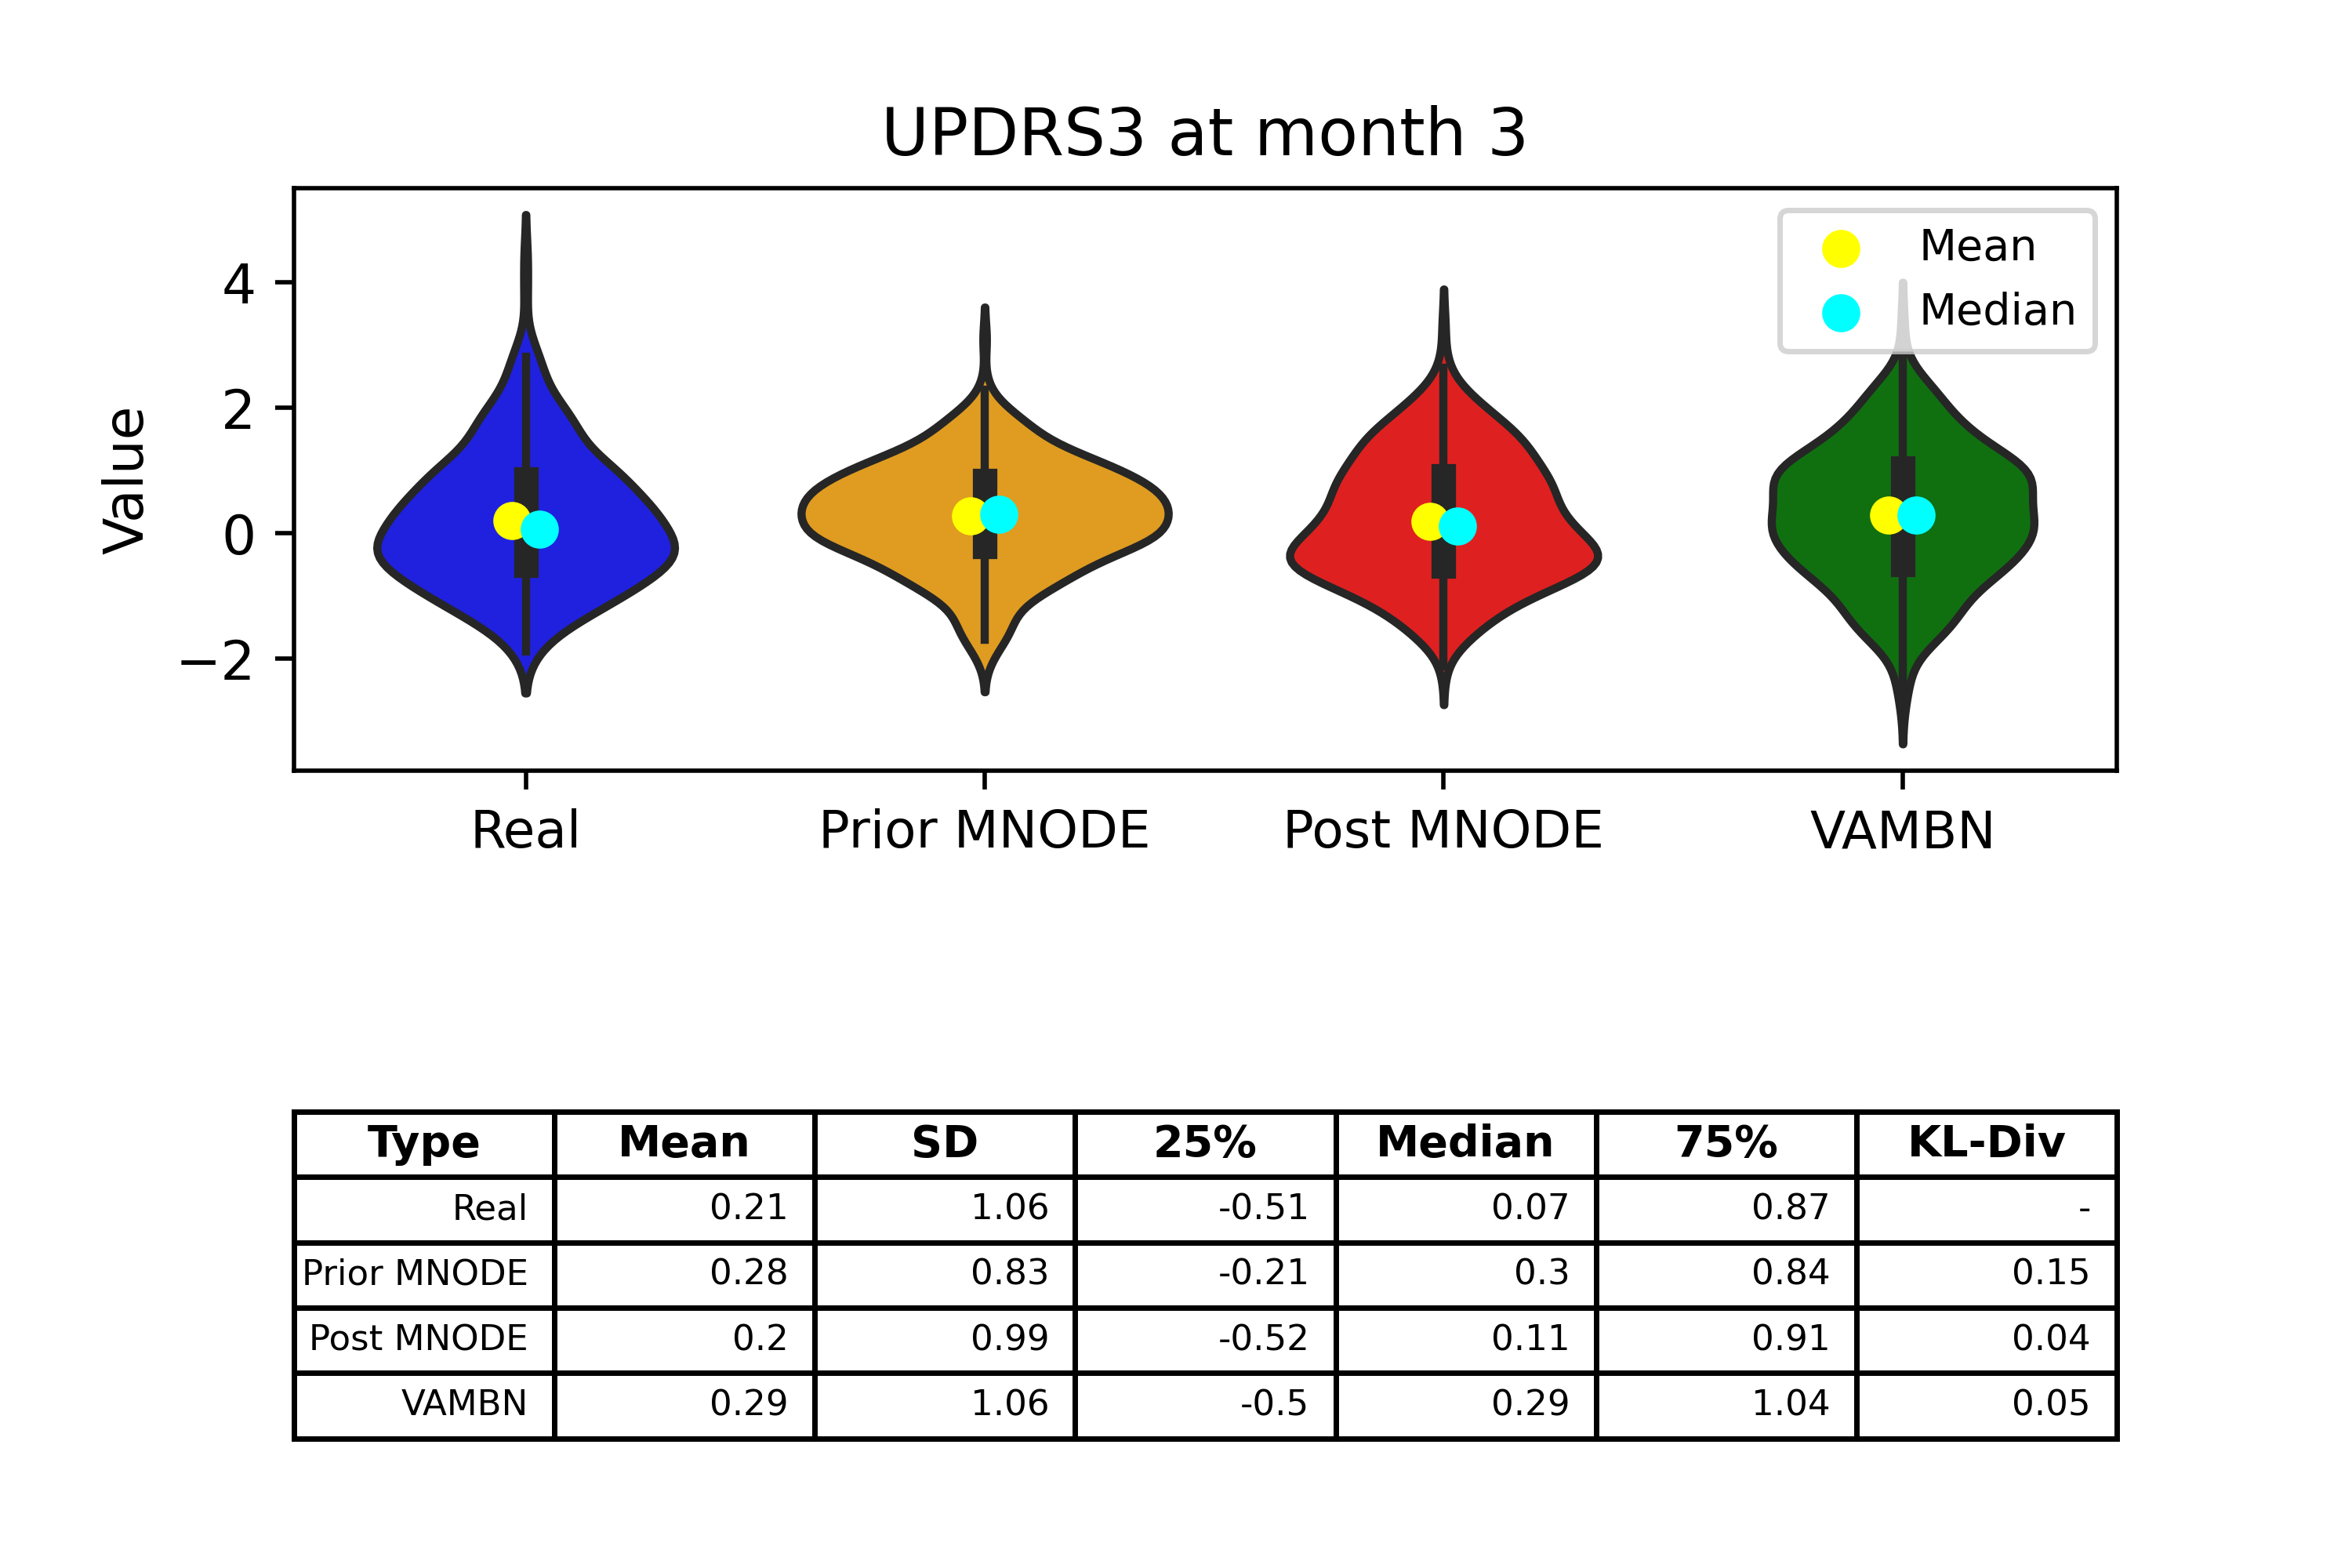 UPDRS3 at month 3
Mean
Median
Value
4
2
0
−2
Real Prior MNODE Post MNODE VAMBN
Type Mean SD 25% Median 75% KL-Div
Real 0.21 1.06 -0.51 0.07 0.87 -
Prior MNODE 0.28 0.83 -0.21 0.3 0.84 0.15
Post MNODE 0.2 0.99 -0.52 0.11 0.91 0.04
VAMBN 0.29 1.06 -0.5 0.29 1.04 0.05